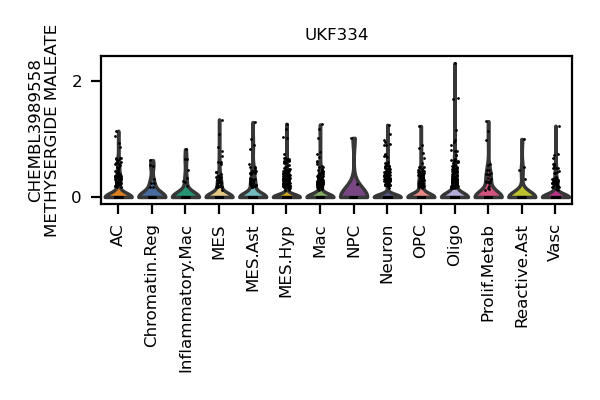 UKF334
CHEMBL3989558
METHYSERGIDE MALEATE
2
0
AC
Chromatin.Reg
Inflammatory.Mac
MES
MES.Ast
MES.Hyp
Mac
NPC
Neuron
OPC
Oligo
Prolif.Metab
Reactive.Ast
Vasc